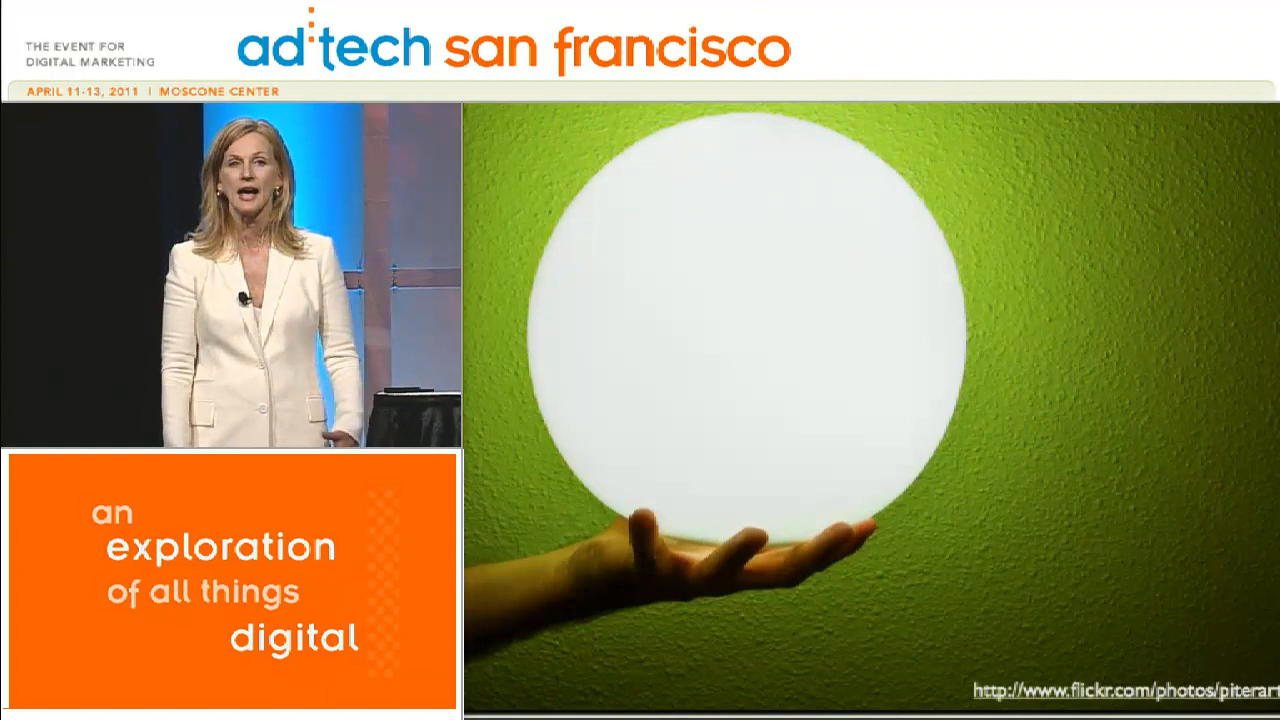 THE EVENT FOR
DIGITAL MARKETING
ad:tech san francisco
APRIL 11-13, 2011 | MOSCONE CENTER
an
exploration
of all things
digital
http://www.flickr.com/photos/piterart